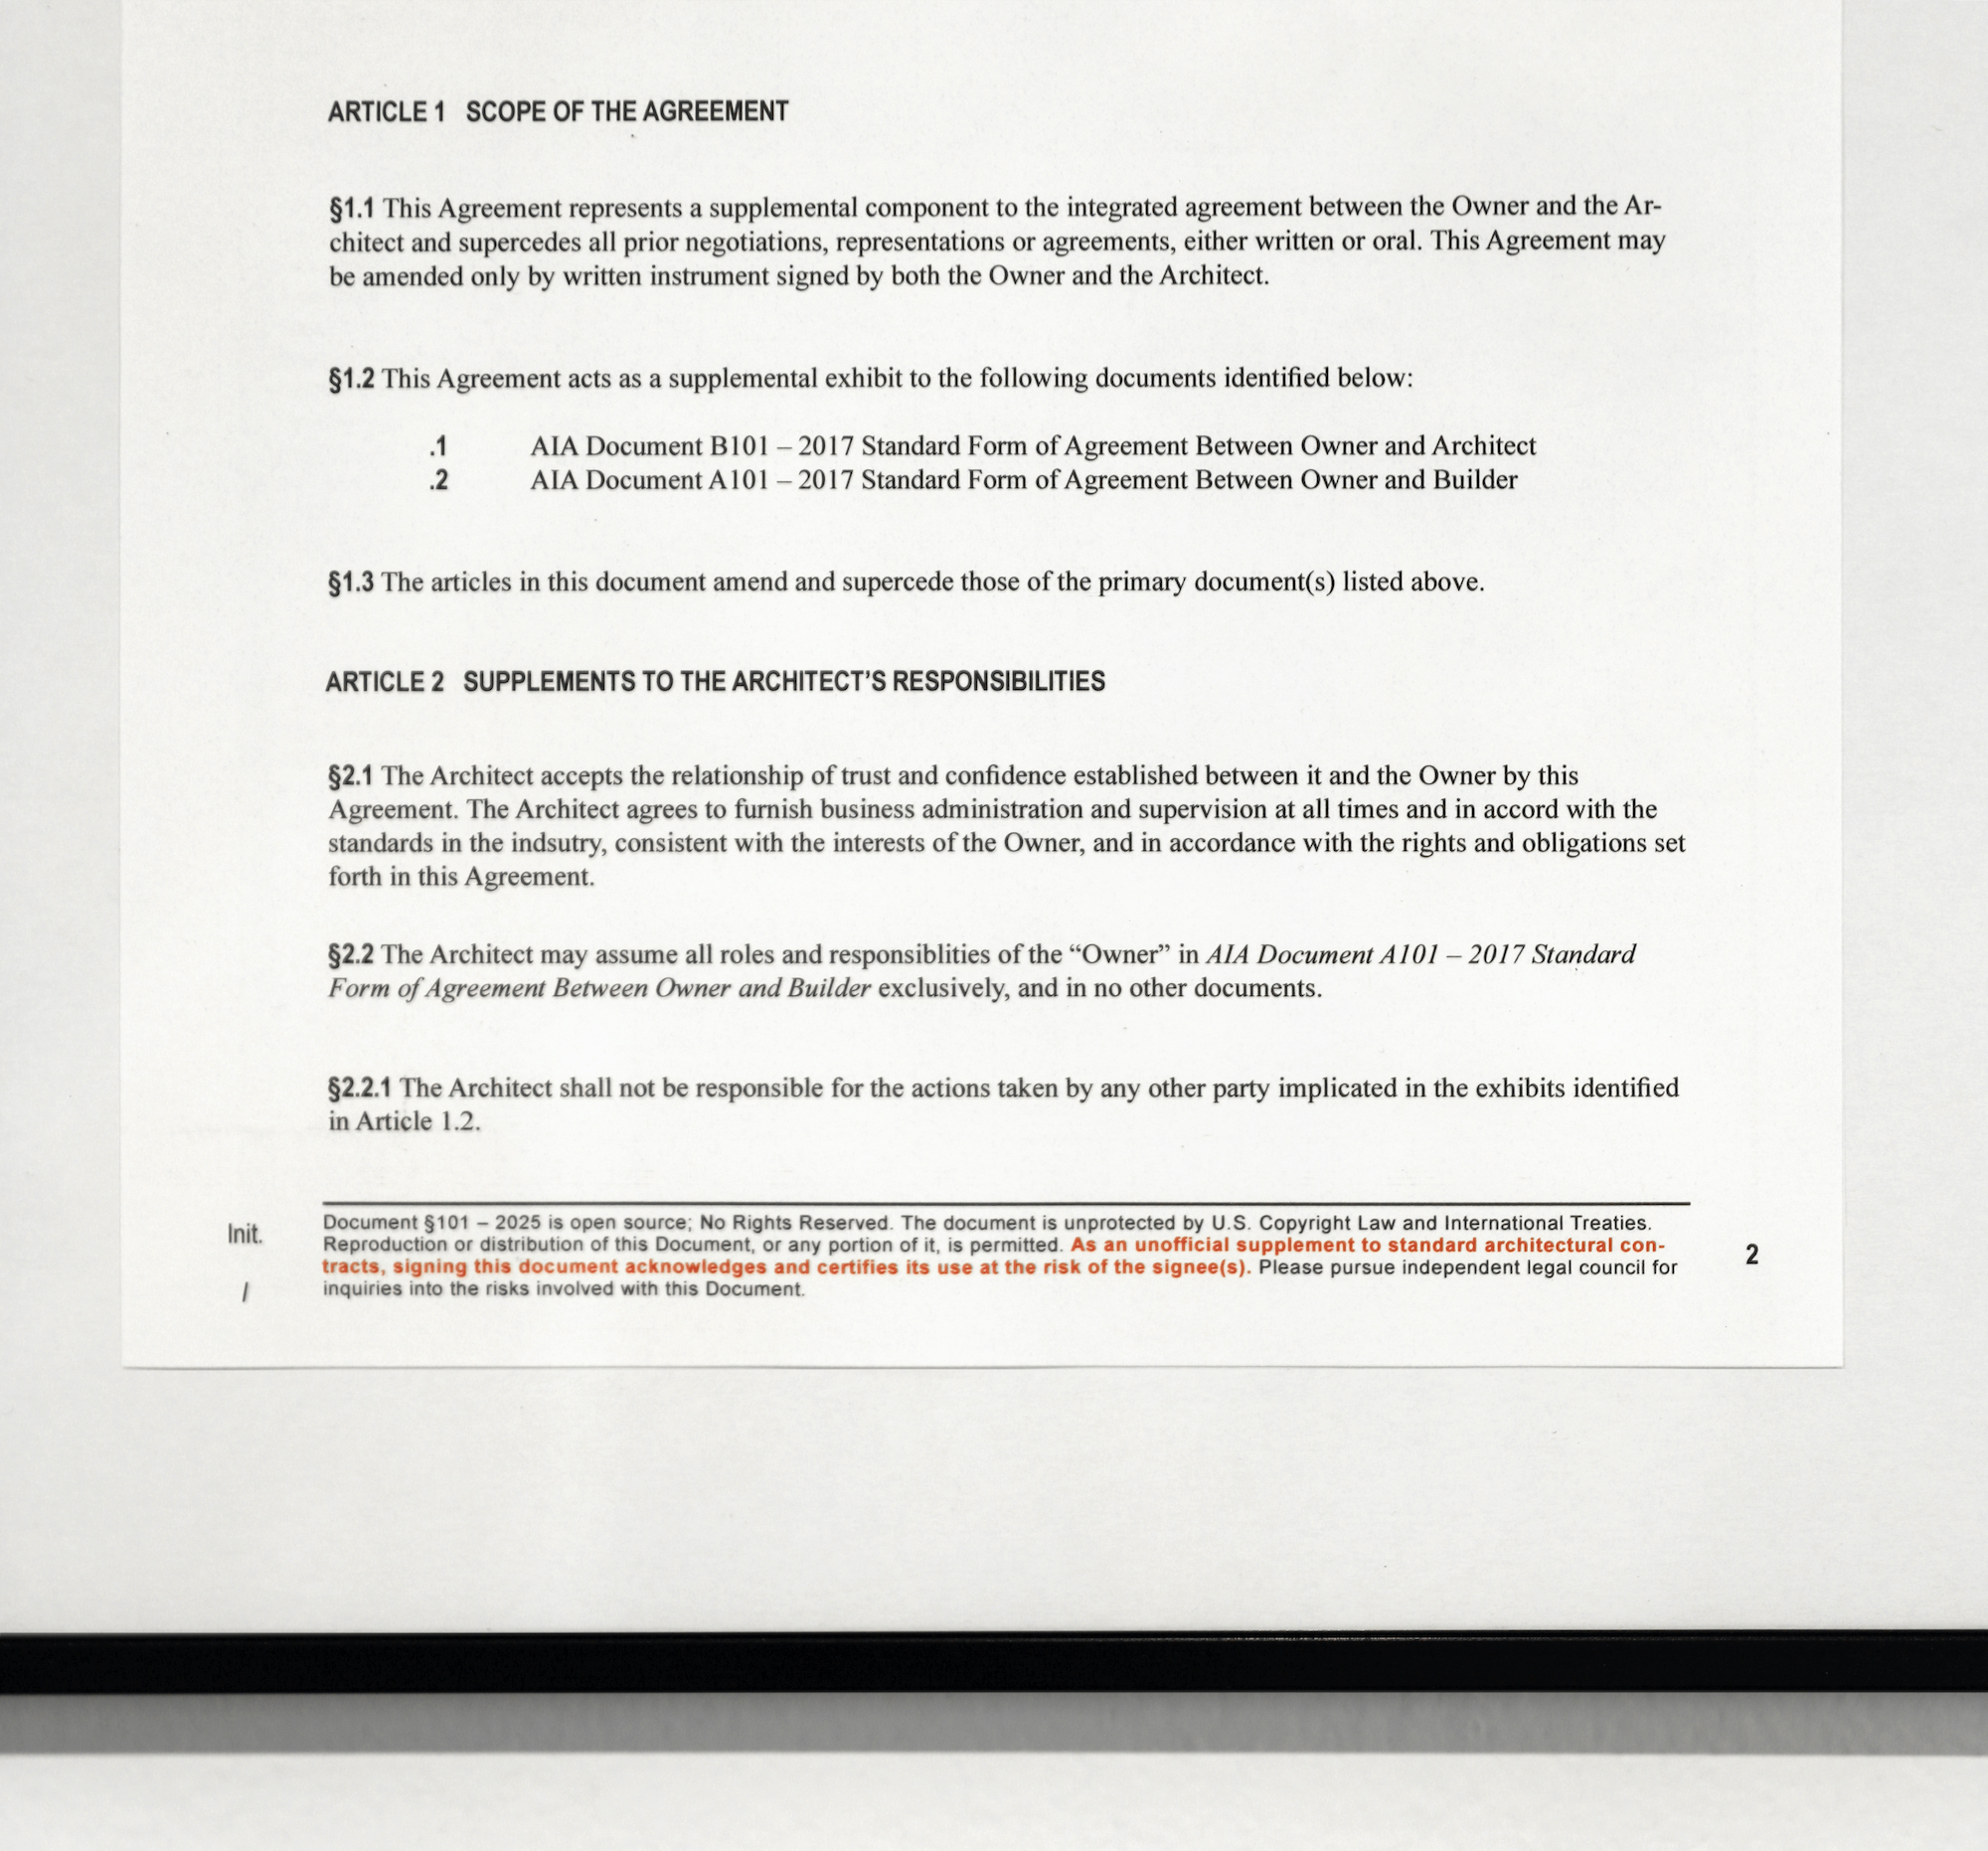 ARTICLE 1 SCOPE OF THE AGREEMENT
§1.1 This Agreement represents a supplemental component to the integrated agreement between the Owner and the Ar-
chitect and supercedes all prior negotiations, representations or agreements, either written or oral. This Agreement may
be amended only by written instrument signed by both the Owner and the Architect.
§1.2 This Agreement acts as a supplemental exhibit to the following documents identified below:
.1 AIA Document B101 – 2017 Standard Form of Agreement Between Owner and Architect
.2 AIA Document A101 – 2017 Standard Form of Agreement Between Owner and Builder
§1.3 The articles in this document amend and supercede those of the primary document(s) listed above.
ARTICLE 2 SUPPLEMENTS TO THE ARCHITECT’S RESPONSIBILITIES
§2.1 The Architect accepts the relationship of trust and confidence established between it and the Owner by this
Agreement. The Architect agrees to furnish business administration and supervision at all times and in accord with the
standards in the indsutry, consistent with the interests of the Owner, and in accordance with the rights and obligations set
forth in this Agreement.
§2.2 The Architect may assume all roles and responsiblities of the “Owner” in AIA Document A101 – 2017 Standard
Form of Agreement Between Owner and Builder exclusively, and in no other documents.
§2.2.1 The Architect shall not be responsible for the actions taken by any other party implicated in the exhibits identified
in Article 1.2.
Init.
/
Document §101 – 2025 is open source; No Rights Reserved. The document is unprotected by U.S. Copyright Law and International Treaties.
Reproduction or distribution of this Document, or any portion of it, is permitted. As an unofficial supplement to standard architectural con-
tracts, signing this document acknowledges and certifies its use at the risk of the signee(s). Please pursue independent legal council for
inquiries into the risks involved with this Document.
2